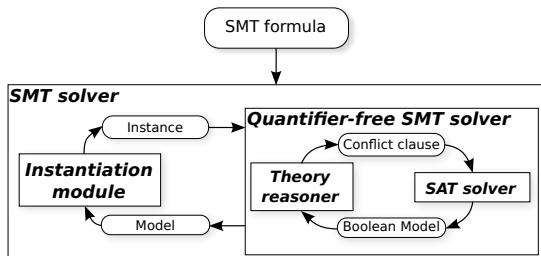 SMT formula
SMT solver
Instance
Quantifier-free SMT solver
Conflict clause
Instantiation
module
Theory
reasoner
SAT solver
Model
Boolean Model